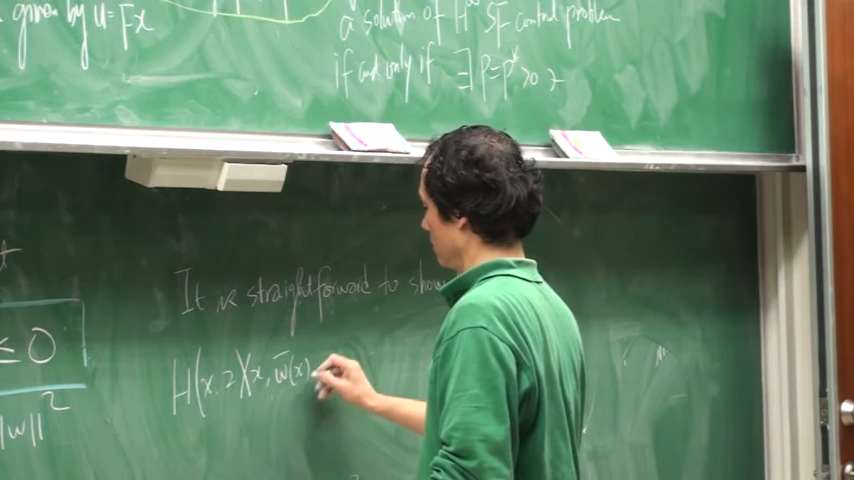 given by u = Fx
a solution of H^∞ SF control problem
if and only if ∃ P = P* > 0
It is straightforward to show
≤ 0
H(x, 2)(x, w̄(x)
||w||²